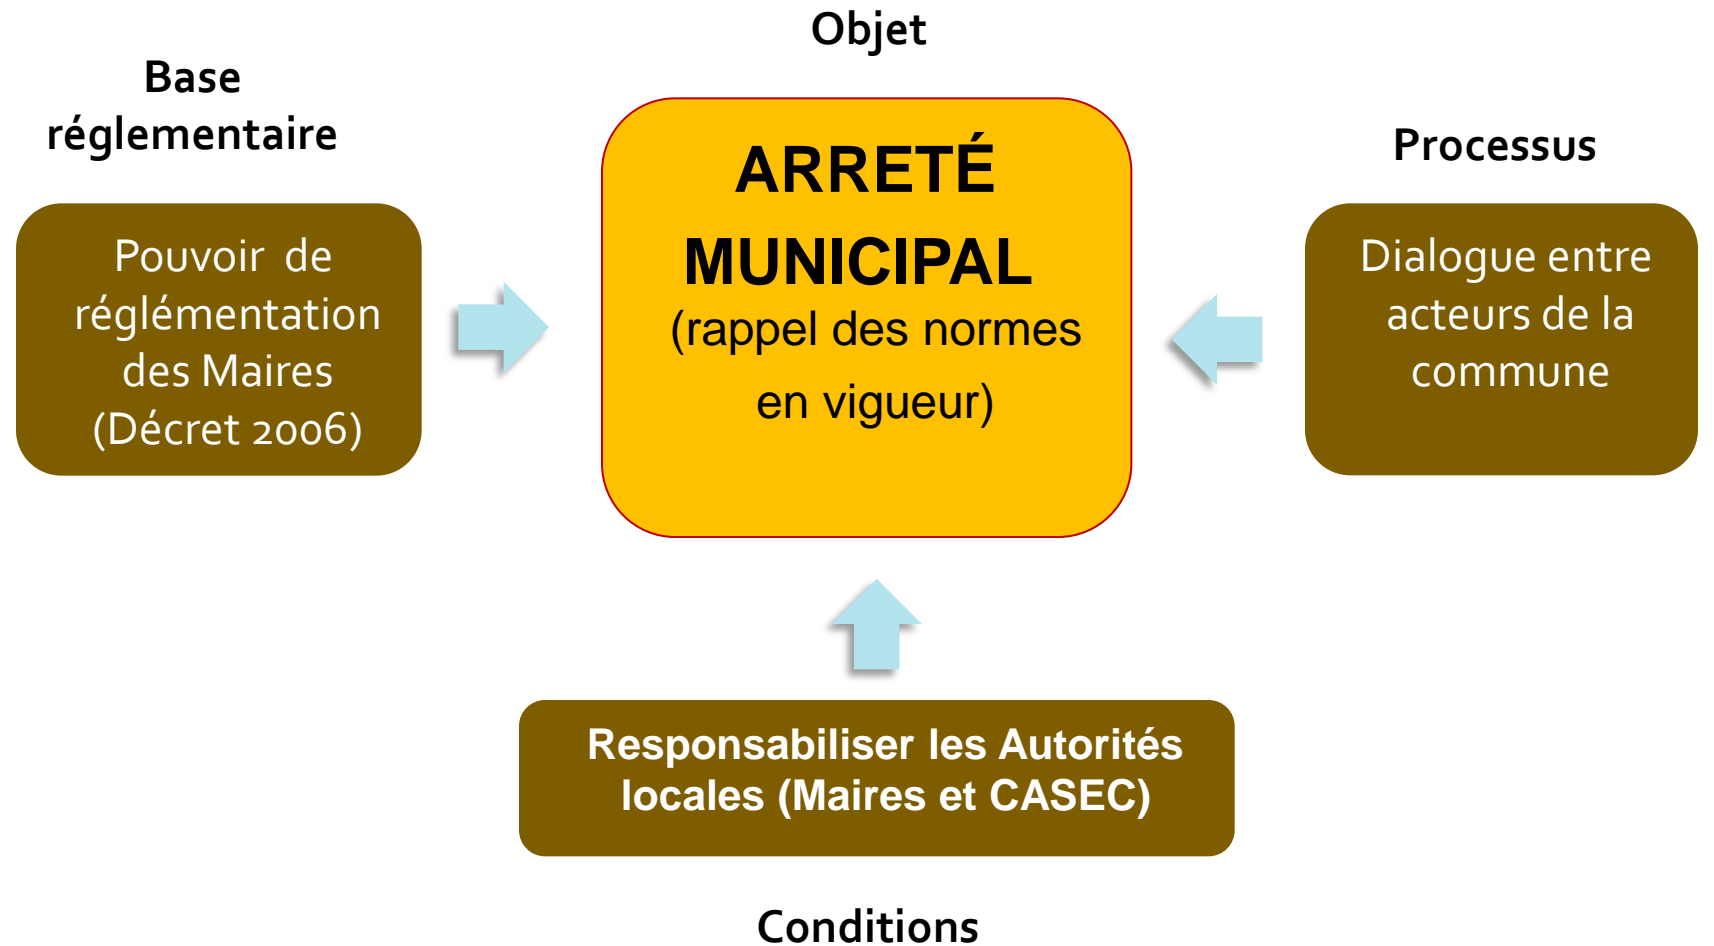 Objet
Base
réglementaire
Processus
ARRETÉ
MUNICIPAL
(rappel des normes
en vigueur)
Pouvoir de
réglémentation
des Maires
(Décret 2006)
Dialogue entre
acteurs de la
commune
Responsabiliser les Autorités
locales (Maires et CASEC)
Conditions